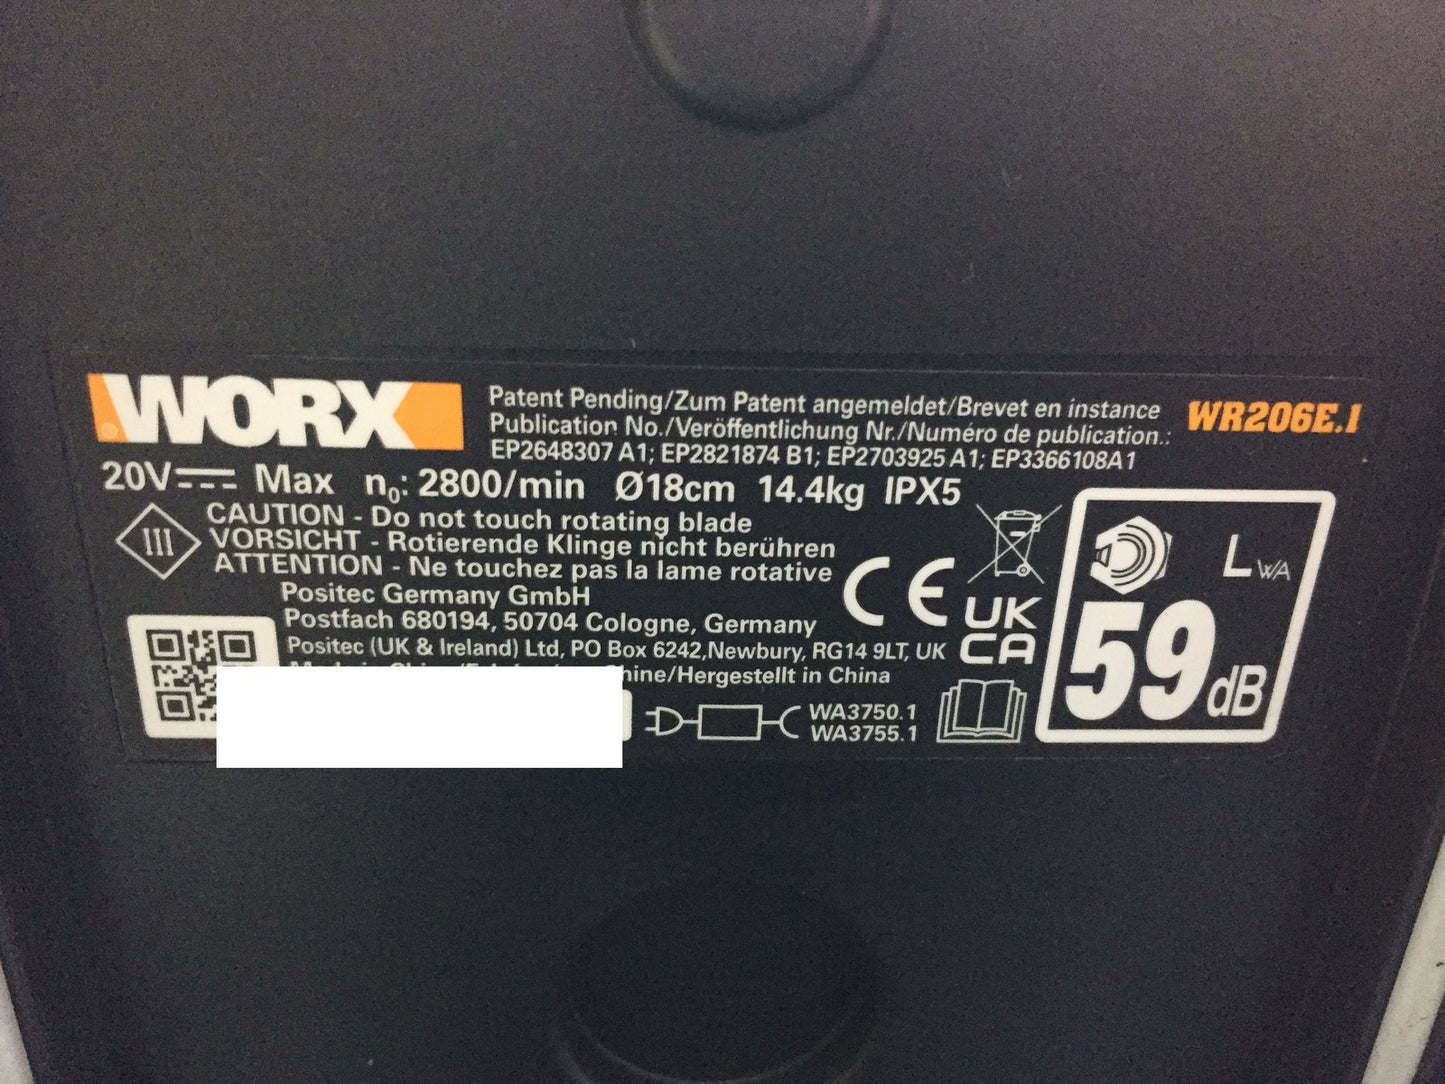 WORX
®
Patent Pending/Zum Patent angemeldet/Brevet en instance
Publication No./Veröffentlichung Nr./Numéro de publication.:
EP2648307 A1; EP2821874 B1; EP2703925 A1; EP3366108A1
WR206E.1
20V Max n₀: 2800/min Ø18cm 14.4kg IPX5
III
CAUTION - Do not touch rotating blade
VORSICHT - Rotierende Klinge nicht berühren
ATTENTION - Ne touchez pas la lame rotative
Positec Germany GmbH
Postfach 680194, 50704 Cologne, Germany
Positec (UK & Ireland) Ltd, PO Box 6242,Newbury, RG14 9LT, UK
hine/Hergestellt in China
CE
UK
CA
WA3750.1
WA3755.1
LWA
59dB